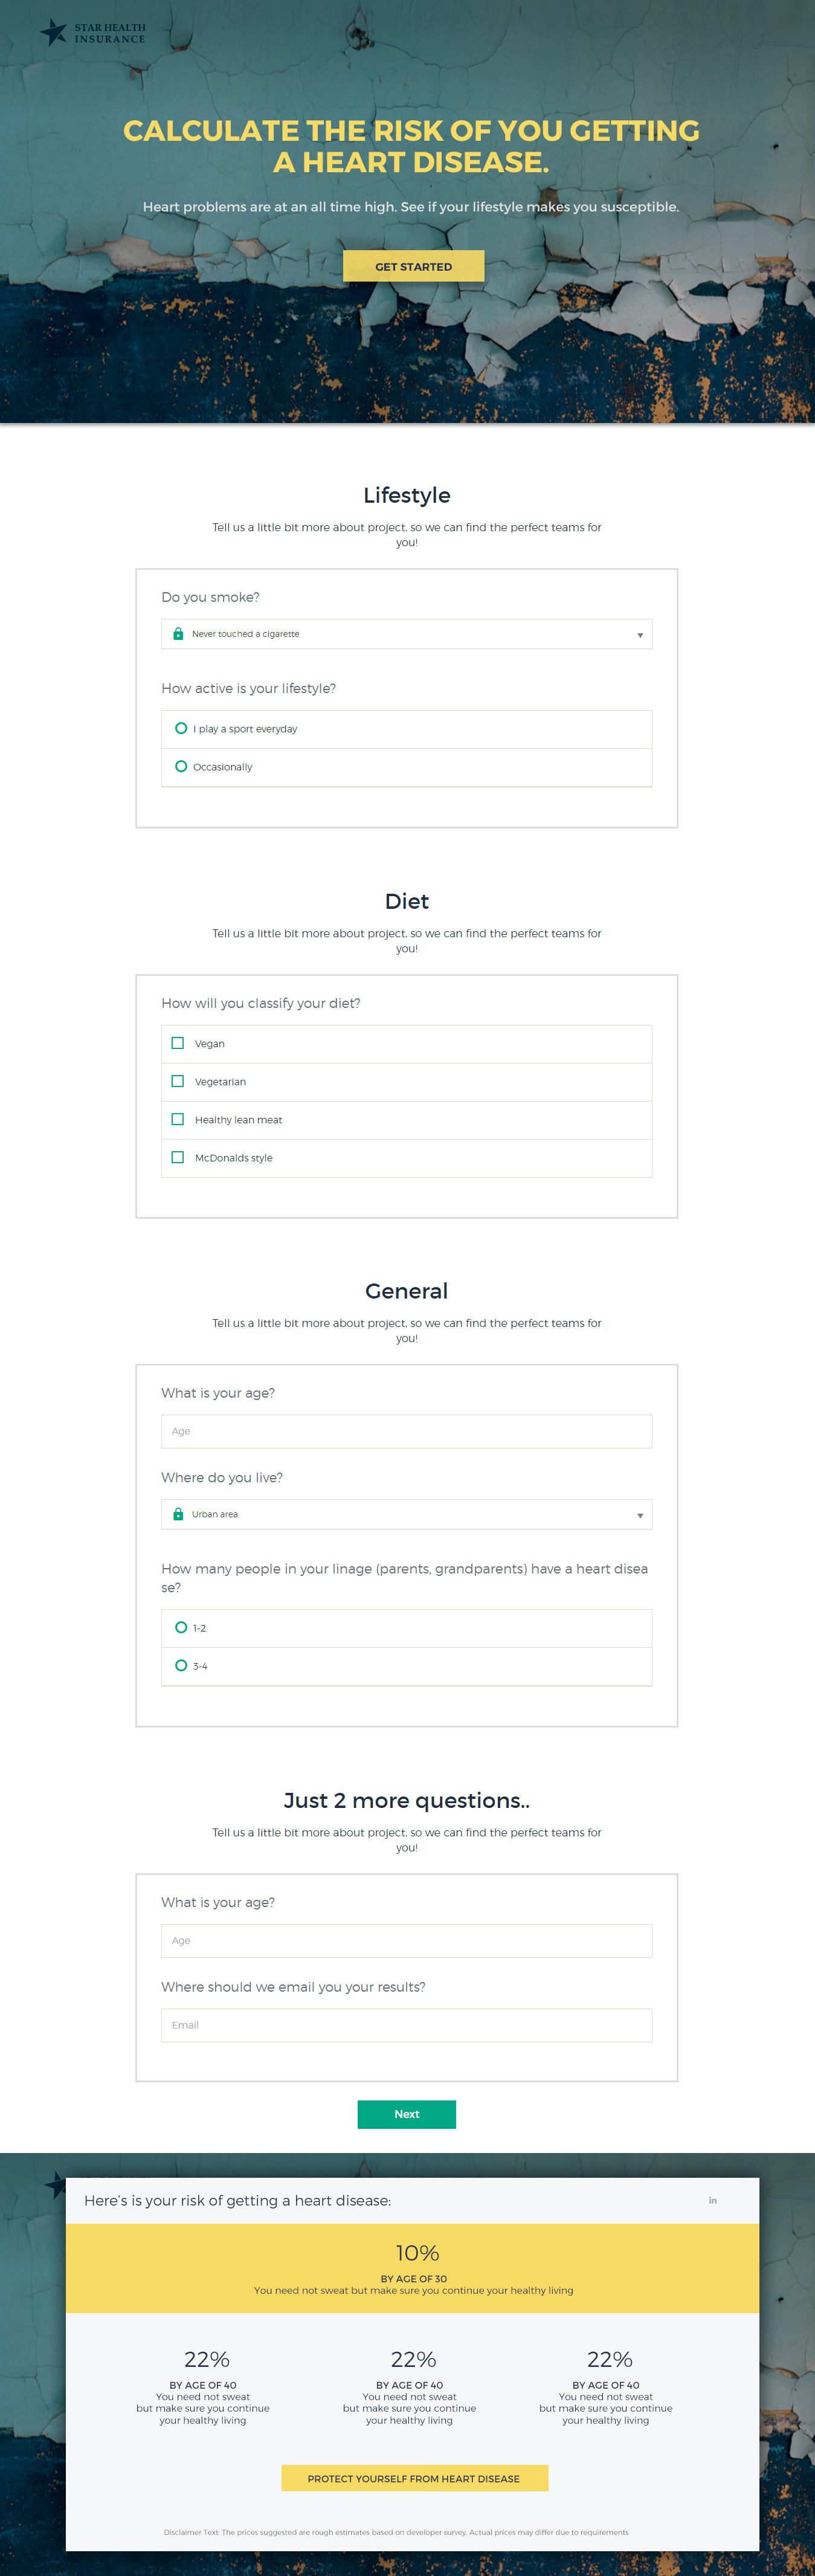 STAR HEALTH
INSURANCE
CALCULATE THE RISK OF YOU GETTING
A HEART DISEASE.
Heart problems are at an all time high. See if your lifestyle makes you susceptible.
GET STARTED
Lifestyle
Tell us a little bit more about project, so we can find the perfect teams for
you!
Do you smoke?
Never touched a cigarette
How active is your lifestyle?
I play a sport everyday
Occasionally
Diet
Tell us a little bit more about project, so we can find the perfect teams for
you!
How will you classify your diet?
Vegan
Vegetarian
Healthy lean meat
McDonalds style
General
Tell us a little bit more about project, so we can find the perfect teams for
you!
What is your age?
Age
Where do you live?
Urban area
How many people in your linage (parents, grandparents) have a heart disea
se?
1-2
3-4
Just 2 more questions..
Tell us a little bit more about project, so we can find the perfect teams for
you!
What is your age?
Age
Where should we email you your results?
Email
Next
Here's is your risk of getting a heart disease:
in
10%
BY AGE OF 30
You need not sweat but make sure you continue your healthy living
22% 22% 22%
BY AGE OF 40 BY AGE OF 40 BY AGE OF 40
You need not sweat You need not sweat You need not sweat
but make sure you continue but make sure you continue but make sure you continue
your healthy living your healthy living your healthy living
PROTECT YOURSELF FROM HEART DISEASE
Disclaimer Text: The prices suggested are rough estimates based on developer survey. Actual prices may differ due to requirements